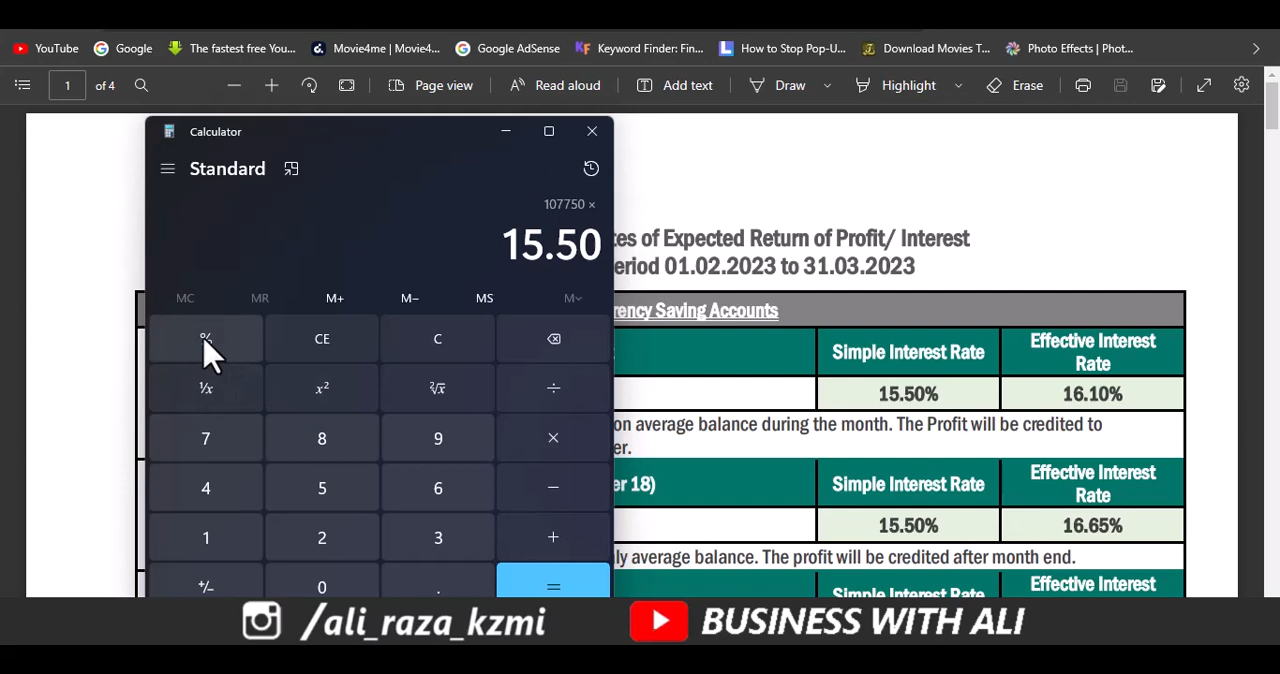 YouTube Google The fastest free You... Movie4me | Movie4... Google AdSense Keyword Finder: Fin... How to Stop Pop-U... Download Movies T... Photo Effects | Phot...
1 of 4 Page view Read aloud Add text Draw Highlight Erase
Calculator
Standard
107750 ×
15.50
MC MR M+ M− MS M˅
% CE C
¹/x x² ²√x ÷
7 8 9 ×
4 5 6 −
1 2 3 +
+/− 0 . =
tes of Expected Return of Profit/ Interest
eriod 01.02.2023 to 31.03.2023
rency Saving Accounts
Simple Interest Rate Effective Interest Rate
15.50% 16.10%
on average balance during the month. The Profit will be credited to
er.
er 18) Simple Interest Rate Effective Interest Rate
15.50% 16.65%
ly average balance. The profit will be credited after month end.
Simple Interest Rate Effective Interest
/ali_raza_kzmi BUSINESS WITH ALI